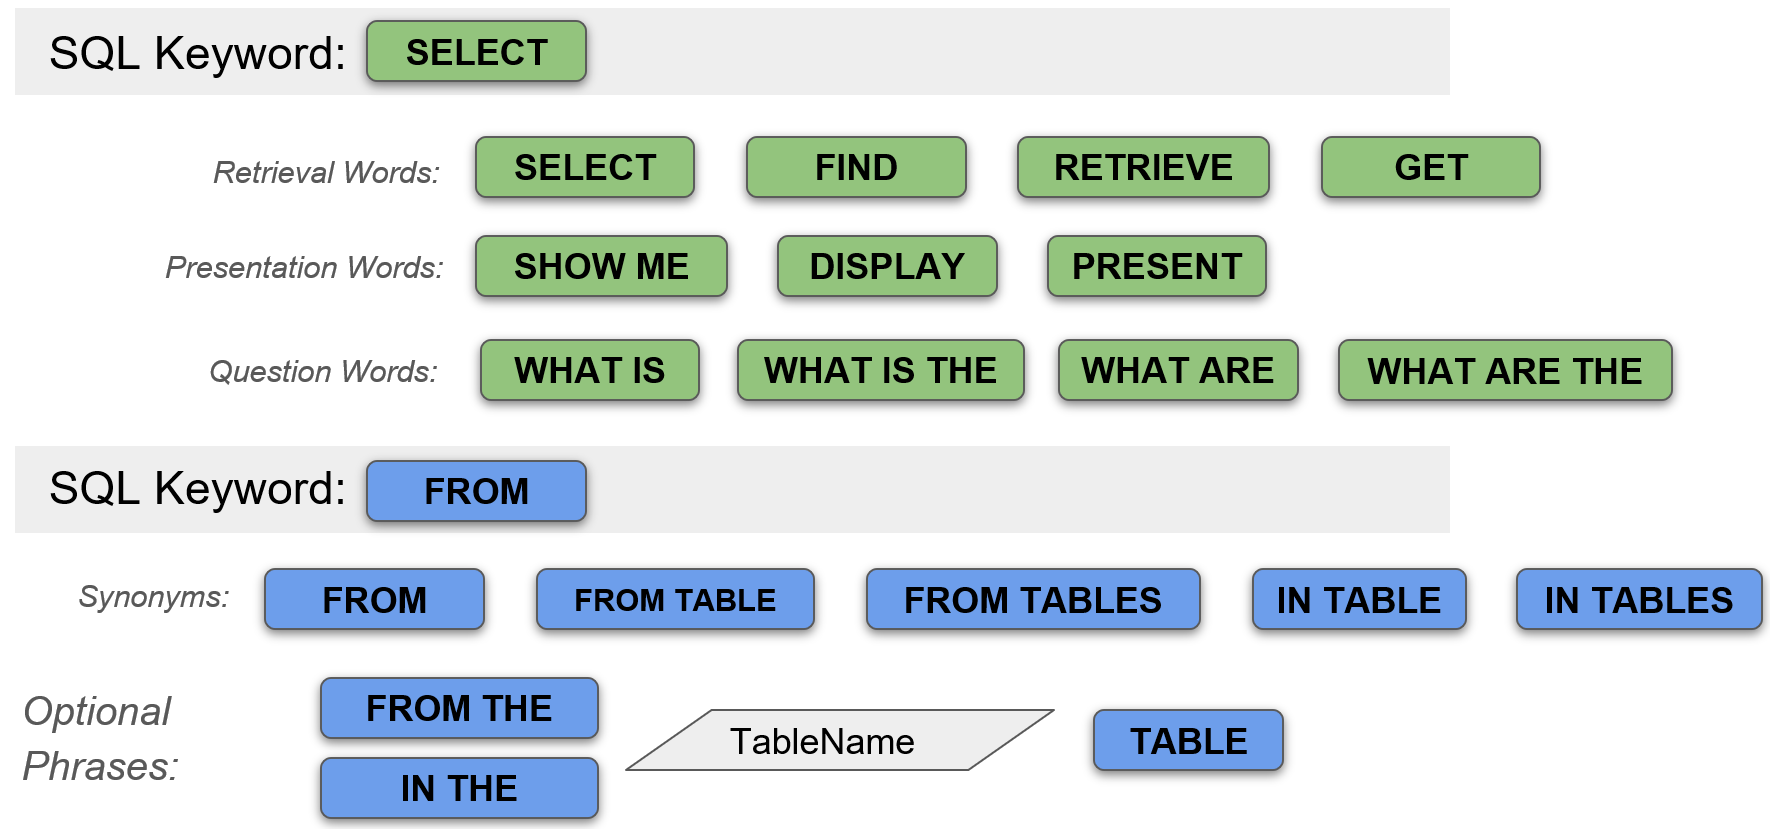 SQL Keyword: SELECT
Retrieval Words: SELECT FIND RETRIEVE GET
Presentation Words: SHOW ME DISPLAY PRESENT
Question Words: WHAT IS WHAT IS THE WHAT ARE WHAT ARE THE
SQL Keyword: FROM
Synonyms: FROM FROM TABLE FROM TABLES IN TABLE IN TABLES
Optional
Phrases:
FROM THE
IN THE
TableName
TABLE